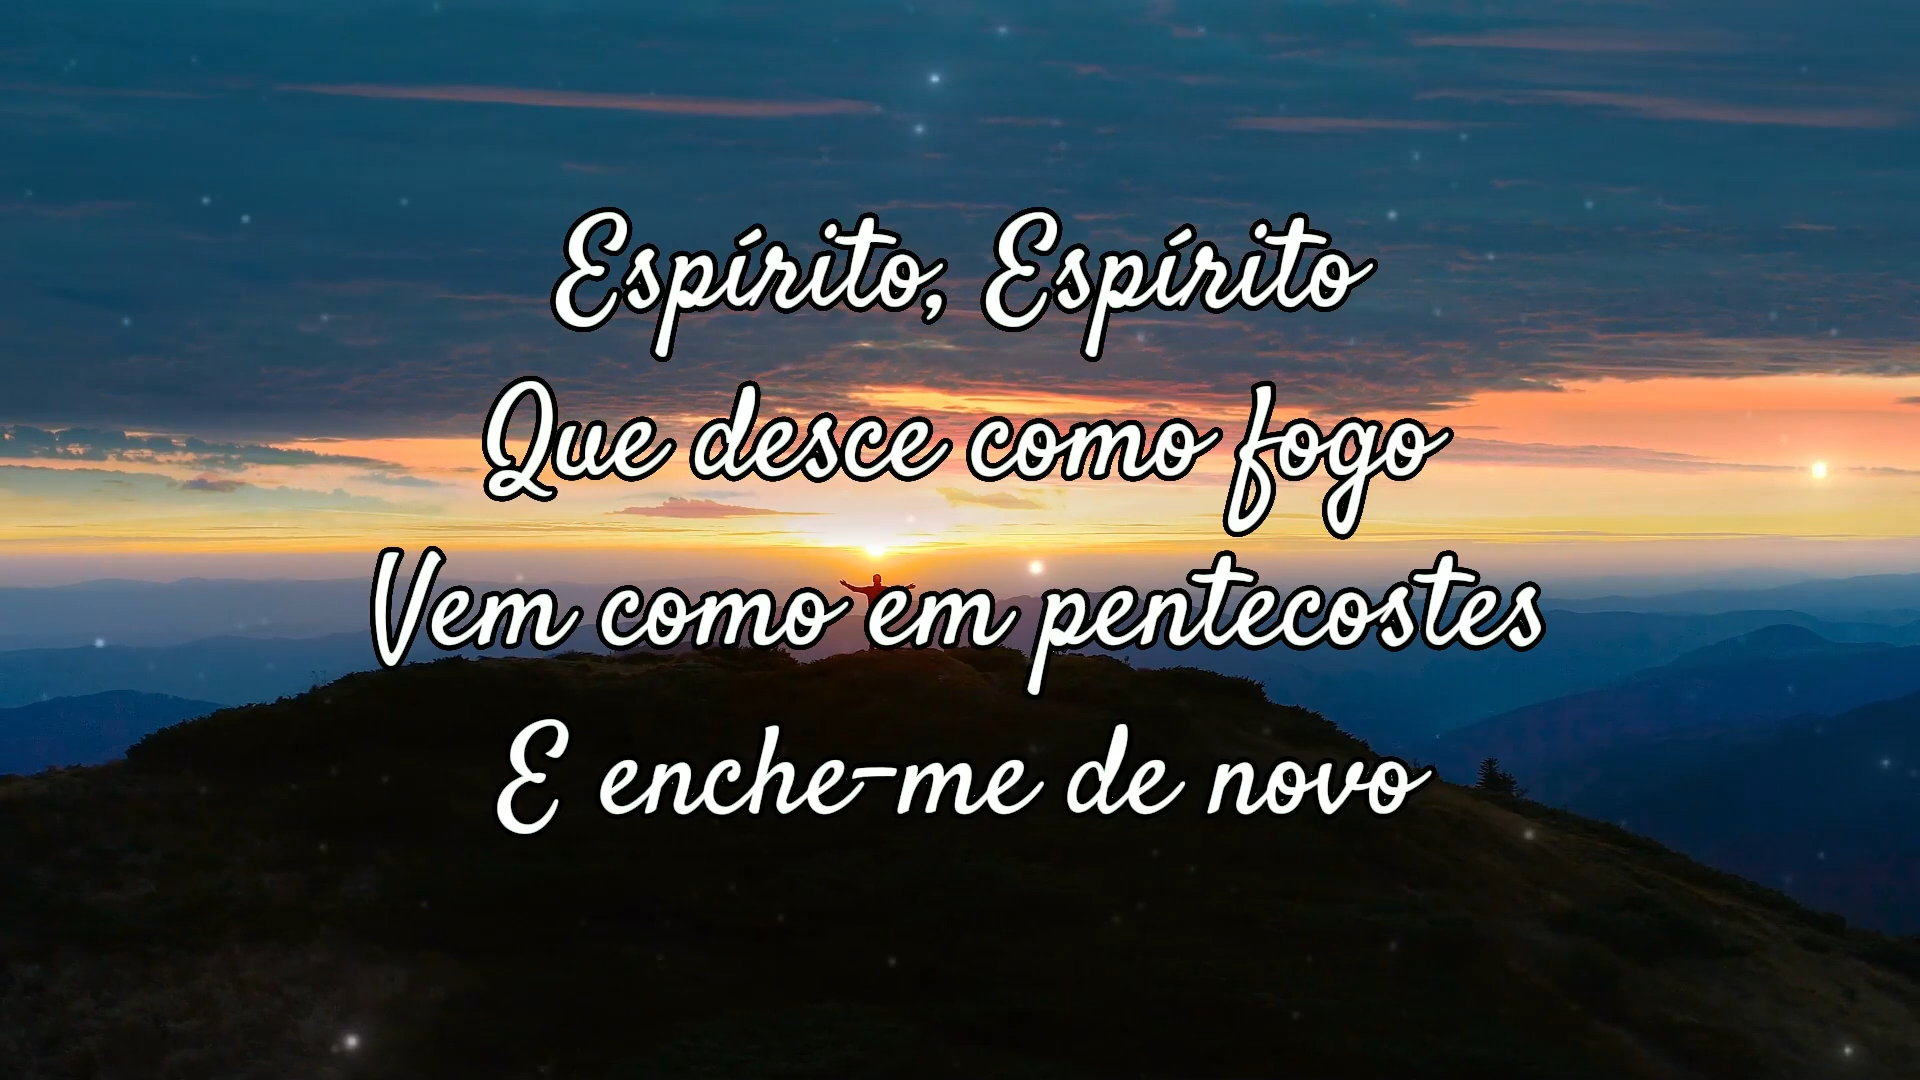 Espírito, Espírito
Que desce como fogo
Vem como em pentecostes
E enche-me de novo